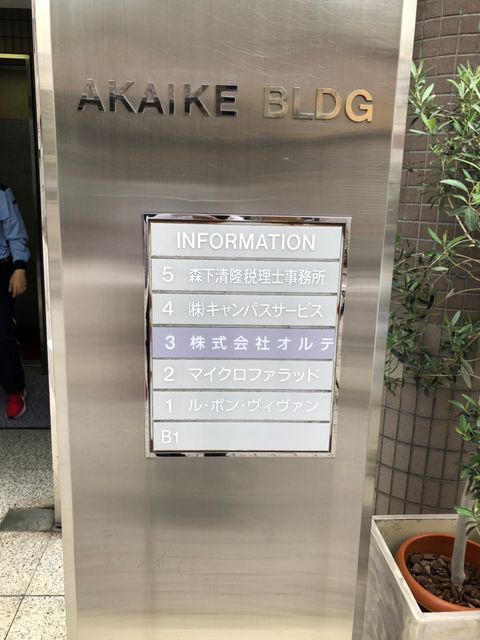 AKAIKE BLDG
INFORMATION
5 森下清隆税理士事務所
4 ㈱キャンパスサービス
3 株式会社オルテ
2 マイクロファラッド
1 ル・ボン・ヴィヴァン
B1